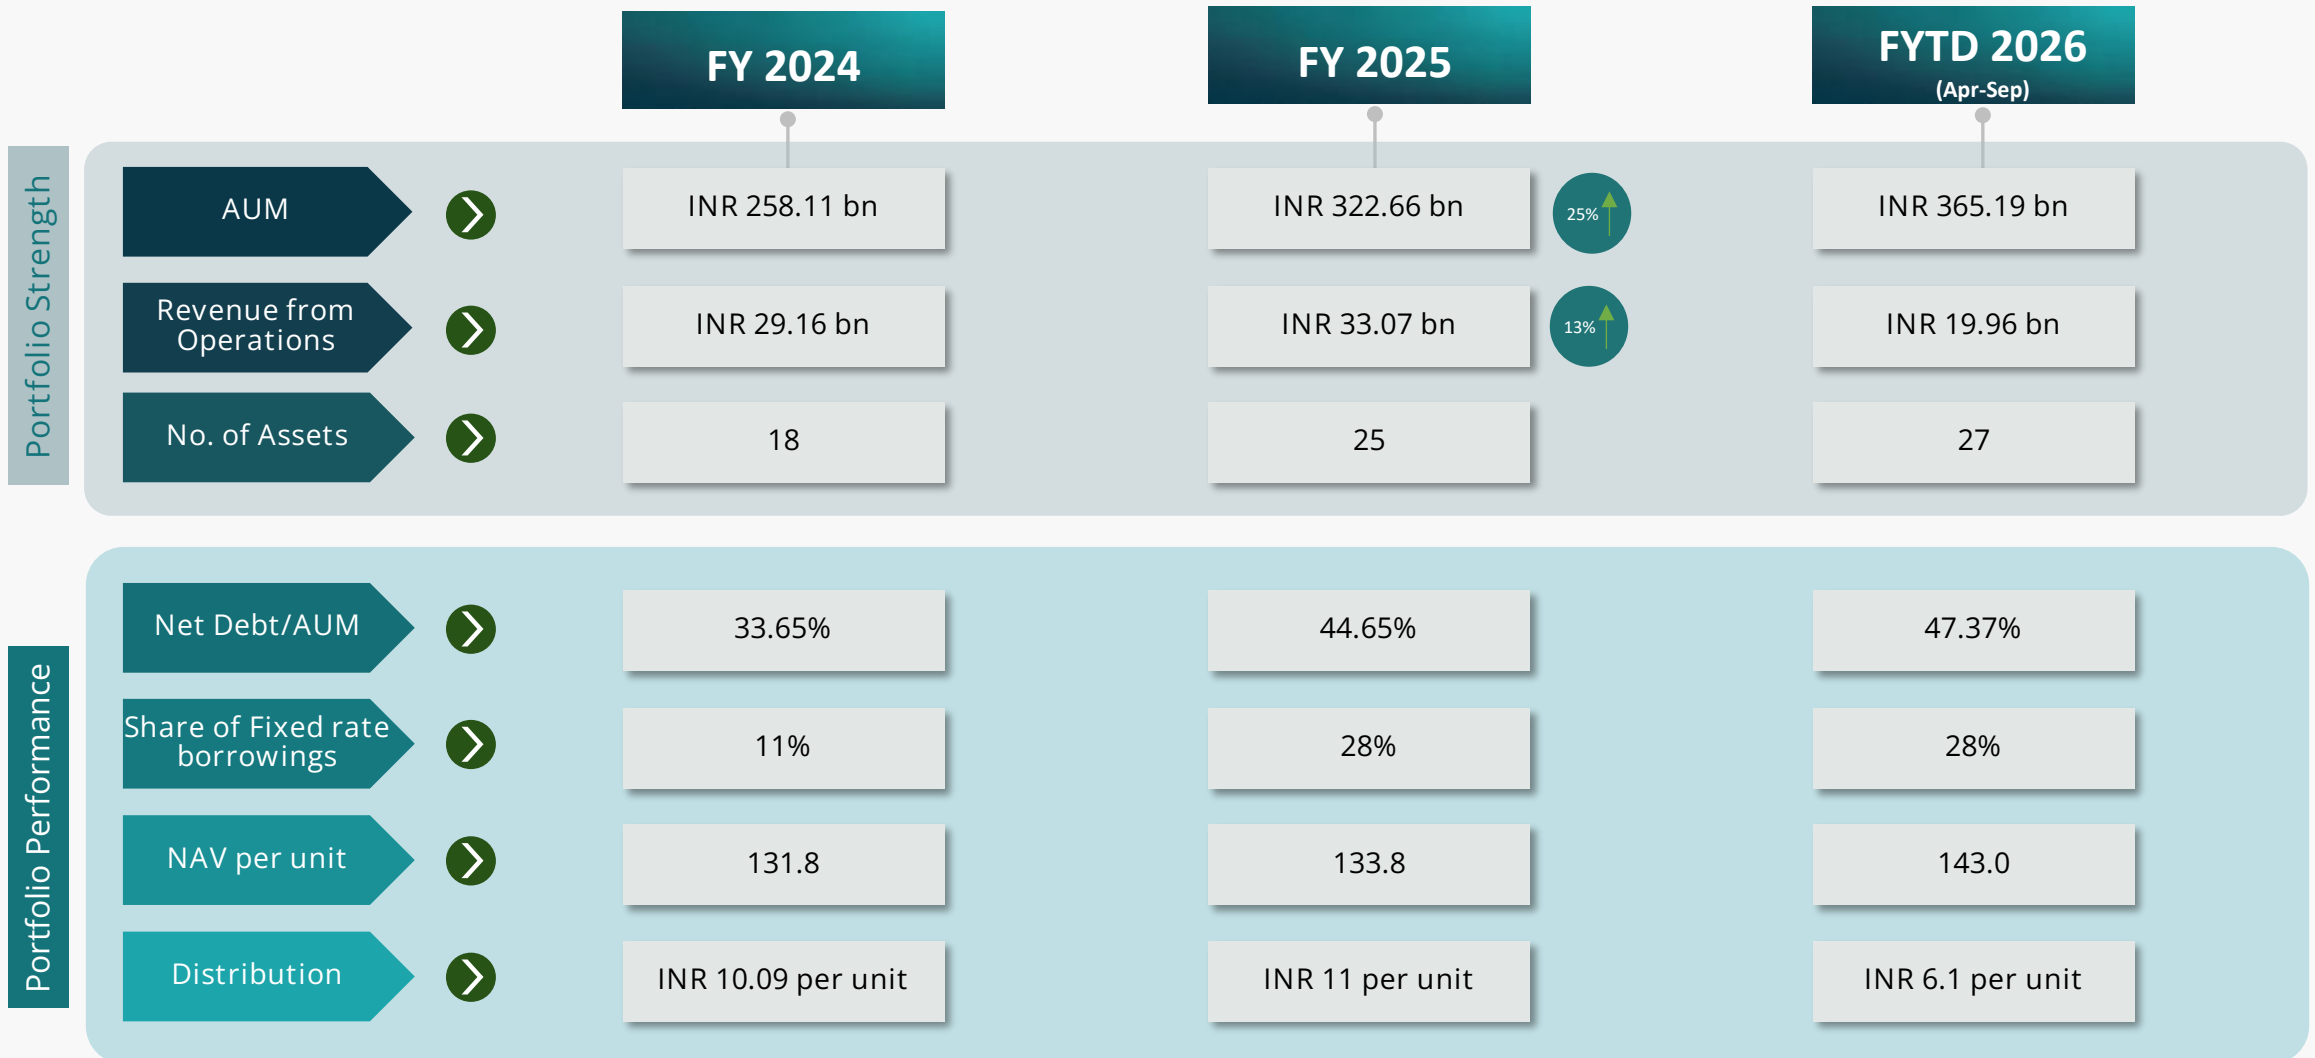 FY 2024
FY 2025
FYTD 2026
(Apr-Sep)
Portfolio Strength
AUM
INR 258.11 bn
INR 322.66 bn
25%
INR 365.19 bn
Revenue from
Operations
INR 29.16 bn
INR 33.07 bn
13%
INR 19.96 bn
No. of Assets
18
25
27
Portfolio Performance
Net Debt/AUM
33.65%
44.65%
47.37%
Share of Fixed rate
borrowings
11%
28%
28%
NAV per unit
131.8
133.8
143.0
Distribution
INR 10.09 per unit
INR 11 per unit
INR 6.1 per unit